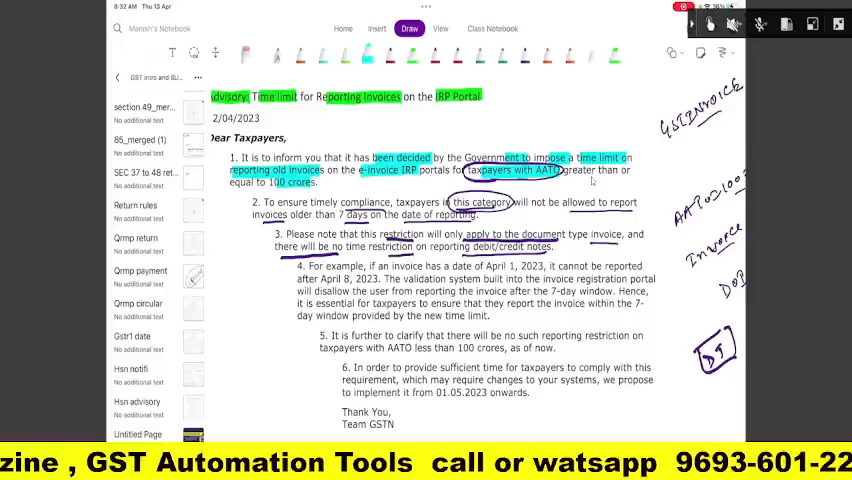 8:32 AM Thu 13 Apr
36%
Manish's Notebook
Home Insert Draw View Class Notebook
GST intro and SU...
section 49_mer...
No additional text
85_merged (1)
No additional text
SEC 37 to 48 ret...
No additional text
Return rules
No additional text
Qrmp return
No additional text
Qrmp payment
No additional text
Qrmp circular
No additional text
Gstr1 date
No additional text
Hsn notifi
No additional text
Hsn advisory
No additional text
Untitled Page
Advisory: Time limit for Reporting Invoices on the IRP Portal
2/04/2023
Dear Taxpayers,
1. It is to inform you that it has been decided by the Government to impose a time limit on
reporting old invoices on the e-invoice IRP portals for taxpayers with AATO greater than or
equal to 100 crores.
2. To ensure timely compliance, taxpayers in this category will not be allowed to report
invoices older than 7 days on the date of reporting.
3. Please note that this restriction will only apply to the document type invoice, and
there will be no time restriction on reporting debit/credit notes.
4. For example, if an invoice has a date of April 1, 2023, it cannot be reported
after April 8, 2023. The validation system built into the invoice registration portal
will disallow the user from reporting the invoice after the 7-day window. Hence,
it is essential for taxpayers to ensure that they report the invoice within the 7-
day window provided by the new time limit.
5. It is further to clarify that there will be no such reporting restriction on
taxpayers with AATO less than 100 crores, as of now.
6. In order to provide sufficient time for taxpayers to comply with this
requirement, which may require changes to your systems, we propose
to implement it from 01.05.2023 onwards.
Thank You,
Team GSTN
GST INVOICE
Invoice
zine , GST Automation Tools call or watsapp 9693-601-22